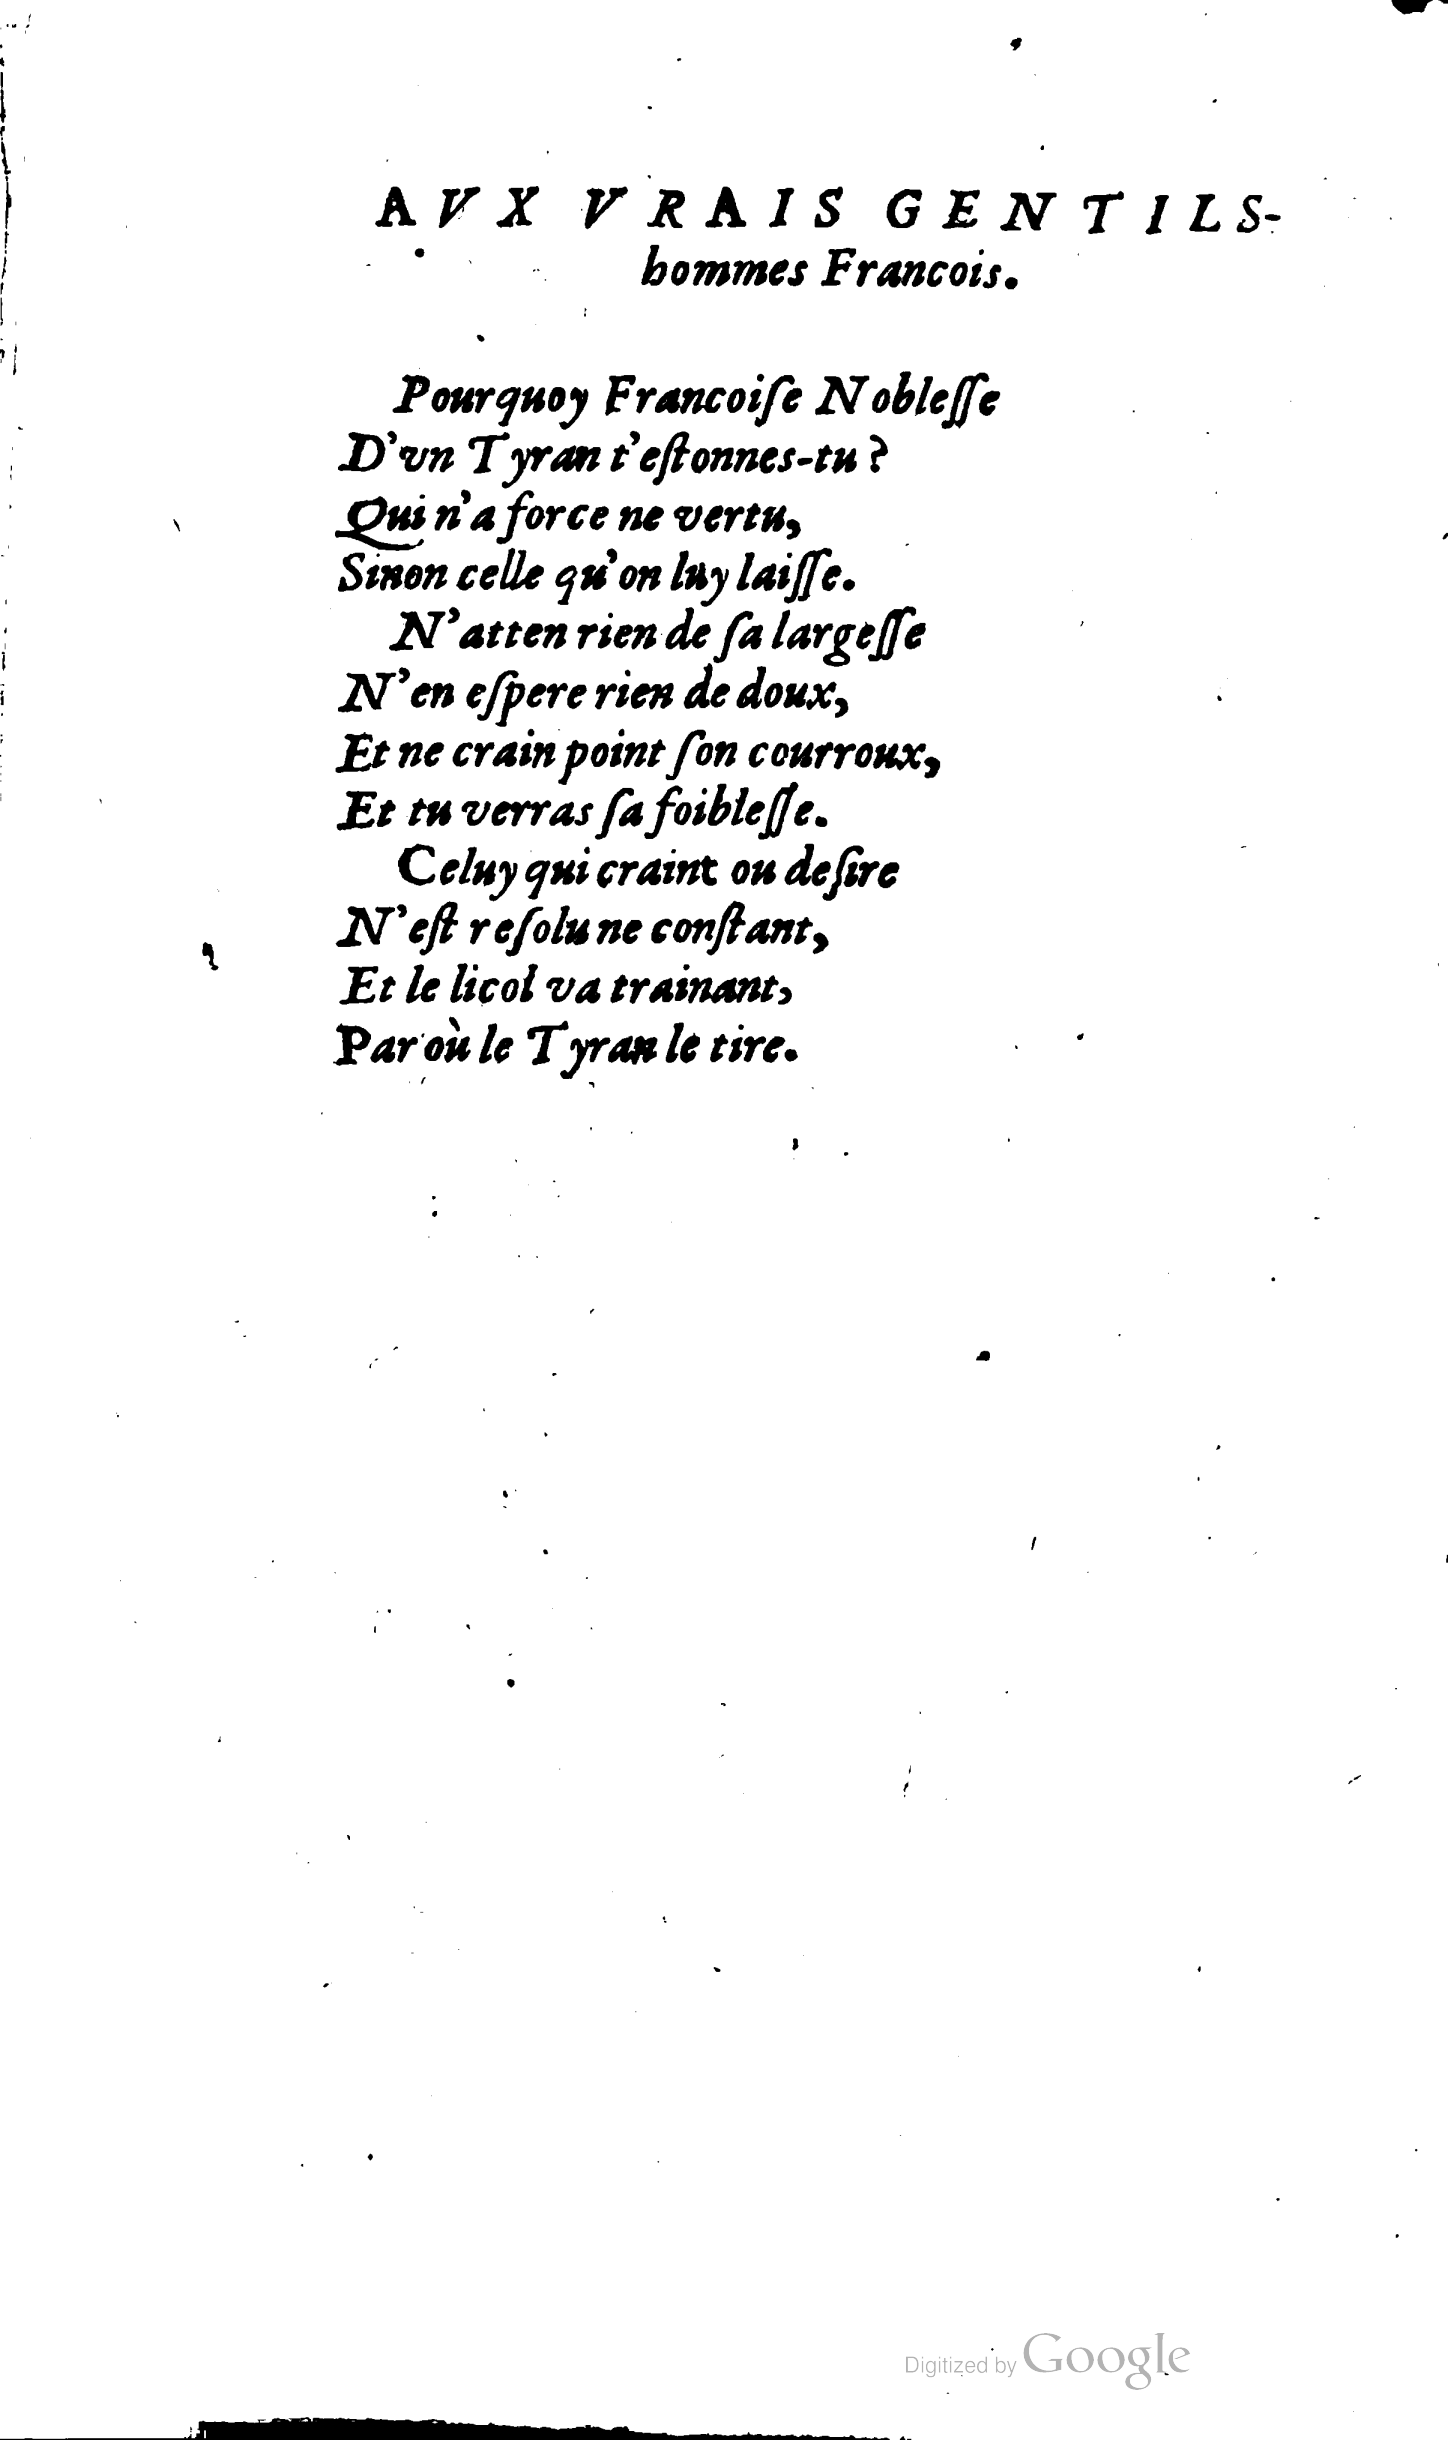 AVX VRAIS GENTILS-
hommes Francois.
Pourquoy Francoiſe Nobleſſe
D'vn Tyran t'eſtonnes-tu?
Qui n'a force ne vertu,
Sinon celle qu'on luy laiſſe.
N'atten rien de ſa largeſſe
N'en eſpere rien de doux,
Et ne crain point ſon courroux,
Et tu verras ſa foibleſſe.
Celuy qui craint ou deſire
N'eſt reſolu ne conſtant,
Et le licol va trainant,
Par où le Tyran le tire.
Digitized by Google